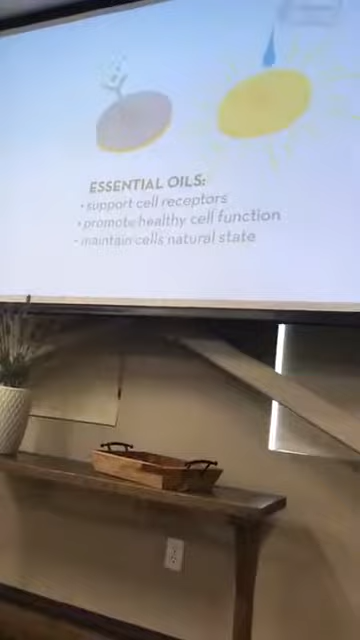 ESSENTIAL OILS:
• support cell receptors
• promote healthy cell function
• maintain cells natural state